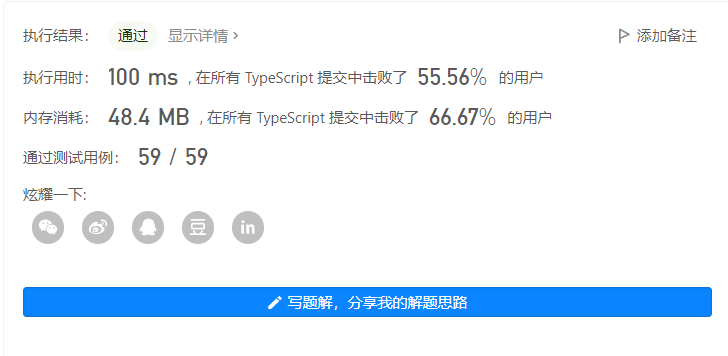 执行结果： 通过 显示详情 › 添加备注
执行用时： 100 ms , 在所有 TypeScript 提交中击败了 55.56% 的用户
内存消耗： 48.4 MB , 在所有 TypeScript 提交中击败了 66.67% 的用户
通过测试用例： 59 / 59
炫耀一下:
豆 in
写题解，分享我的解题思路